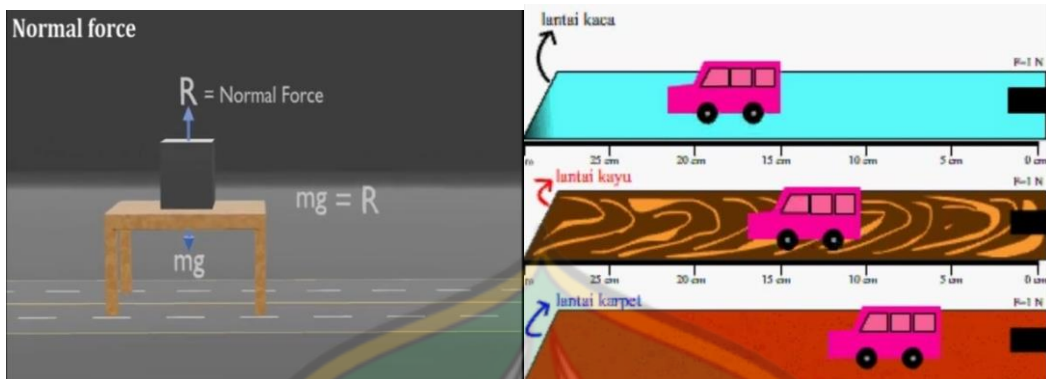 Normal force
R = Normal Force
mg = R
mg
lantai kaca
F=1 N
25 cm 20 cm 15 cm 10 cm 5 cm 0 cm
lantai kayu
F=1 N
25 cm 20 cm 15 cm 10 cm 5 cm 0 cm
lantai karpet
F=1 N